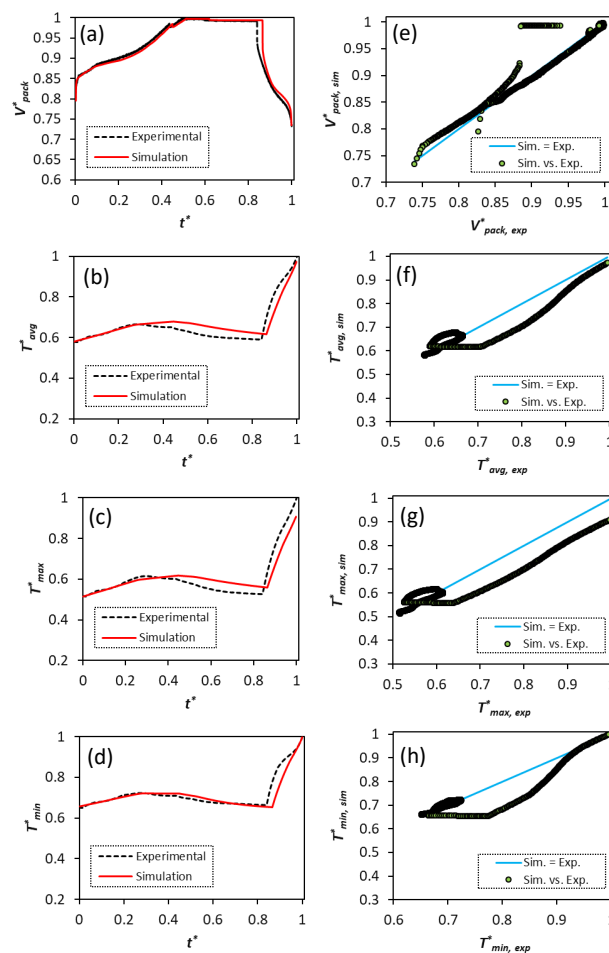 (a)
V*pack
1
0.95
0.9
0.85
0.8
0.75
0.7
0.65
0.6
Experimental
Simulation
0 0.2 0.4 0.6 0.8 1
t*
(e)
V*pack, sim
1
0.95
0.9
0.85
0.8
0.75
0.7
Sim. = Exp.
Sim. vs. Exp.
0.7 0.75 0.8 0.85 0.9 0.95 1
V*pack, exp
(b)
T*avg
1
0.8
0.6
0.4
0.2
Experimental
Simulation
0 0.2 0.4 0.6 0.8 1
t*
(f)
T*avg, sim
1
0.9
0.8
0.7
0.6
0.5
0.4
0.3
Sim. = Exp.
Sim. vs. Exp.
0.5 0.6 0.7 0.8 0.9 1
T*avg, exp
(c)
T*max
1
0.8
0.6
0.4
0.2
Experimental
Simulation
0 0.2 0.4 0.6 0.8 1
t*
(g)
T*max, sim
1
0.9
0.8
0.7
0.6
0.5
0.4
0.3
Sim. = Exp.
Sim. vs. Exp.
0.5 0.6 0.7 0.8 0.9 1
T*max, exp
(d)
T*min
1
0.8
0.6
0.4
0.2
Experimental
Simulation
0 0.2 0.4 0.6 0.8 1
t*
(h)
T*min, sim
1
0.9
0.8
0.7
0.6
0.5
0.4
0.3
Sim. = Exp.
Sim. vs. Exp.
0.6 0.7 0.8 0.9 1
T*min, exp